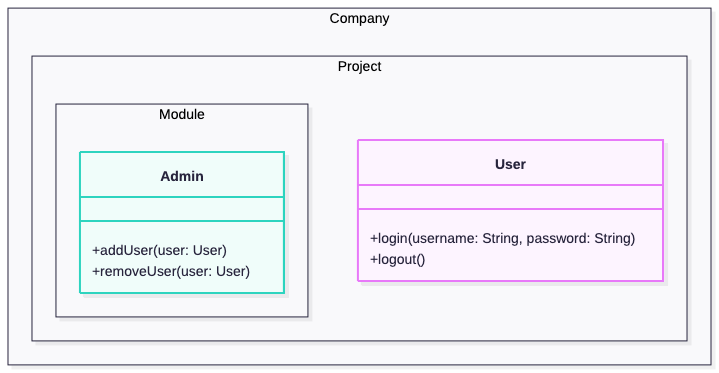 Company
Project
Module
Admin
+addUser(user: User)
+removeUser(user: User)
User
+login(username: String, password: String)
+logout()